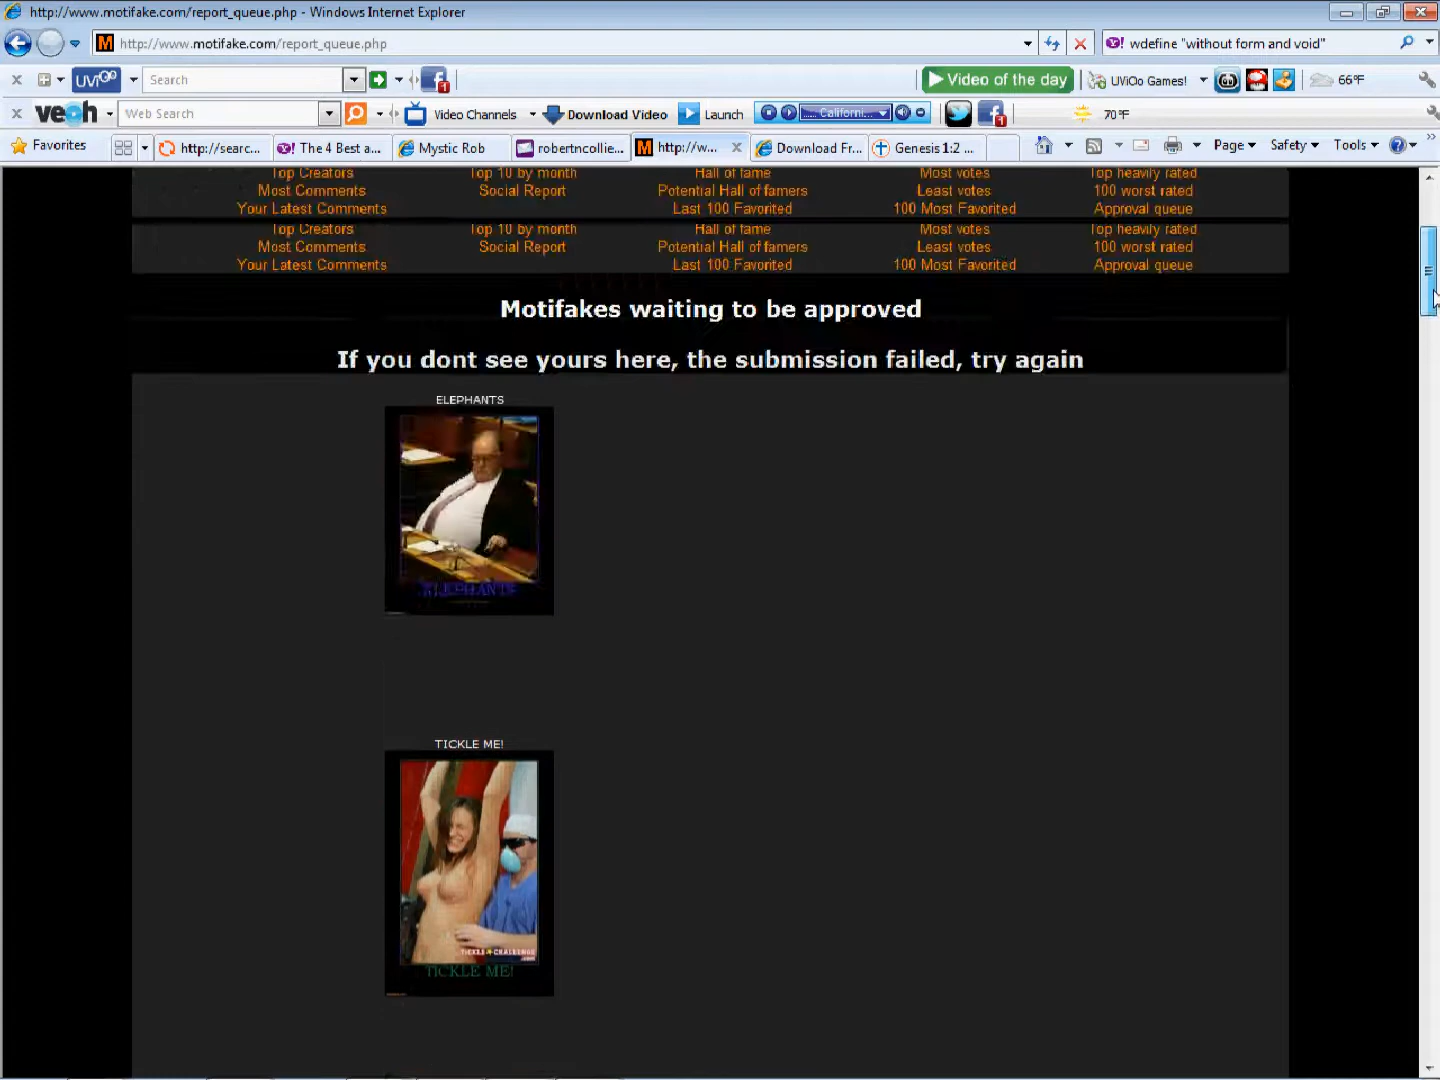 http://www.motifake.com/report_queue.php - Windows Internet Explorer
http://www.motifake.com/report_queue.php
wdefine "without form and void"
UViOO Search Video of the day UViOo Games! 66°F
veoh Web Search Video Channels Download Video Launch ..... Californi... 70°F
Favorites http://searc... The 4 Best a... Mystic Rob robertncollie... http://w... Download Fr... Genesis 1:2 ... Page Safety Tools
Top Creators Top 10 by month Hall of fame Most votes Top heavily rated
Most Comments Social Report Potential Hall of famers Least votes 100 worst rated
Your Latest Comments Last 100 Favorited 100 Most Favorited Approval queue
Top Creators Top 10 by month Hall of fame Most votes Top heavily rated
Most Comments Social Report Potential Hall of famers Least votes 100 worst rated
Your Latest Comments Last 100 Favorited 100 Most Favorited Approval queue
Motifakes waiting to be approved
If you dont see yours here, the submission failed, try again
ELEPHANTS
ELEPHANTS
TICKLE ME!
TICKLE CHALLENGE
.com
TICKLE ME!